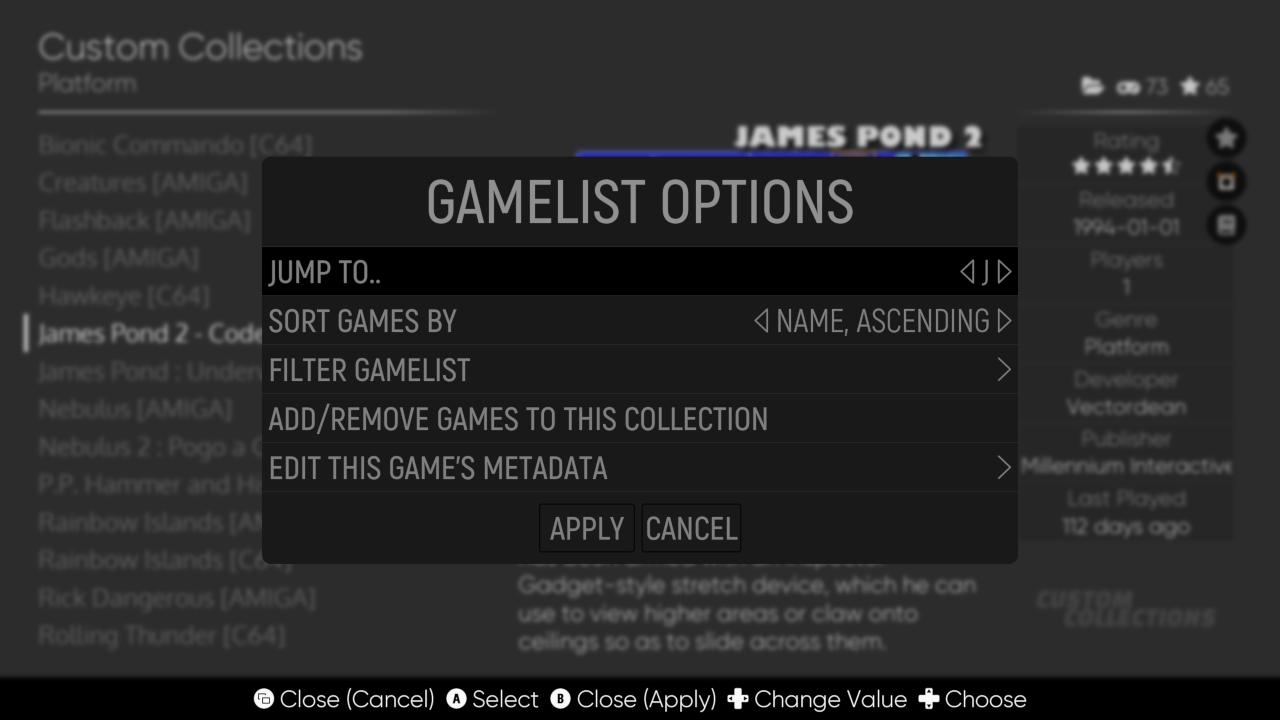 Custom Collections
Platform
73 65
Bionic Commando [C64]
Creatures [AMIGA]
Flashback [AMIGA]
Gods [AMIGA]
Hawkeye [C64]
James Pond 2 - Code
James Pond : Underw
Nebulus [AMIGA]
Nebulus 2 : Pogo a G
P.P. Hammer and Hi
Rainbow Islands [AM
Rainbow Islands [C64]
Rick Dangerous [AMIGA]
Rolling Thunder [C64]
JAMES POND 2
GAMELIST OPTIONS
JUMP TO.. J
SORT GAMES BY NAME, ASCENDING
FILTER GAMELIST
ADD/REMOVE GAMES TO THIS COLLECTION
EDIT THIS GAME'S METADATA
APPLY CANCEL
Gadget-style stretch device, which he can
use to view higher areas or claw onto
ceilings so as to slide across them.
Rating
Released
1994-01-01
Players
1
Genre
Platform
Developer
Vectordean
Publisher
Millennium Interactive
Last Played
112 days ago
CUSTOM
COLLECTIONS
Close (Cancel) A Select B Close (Apply) Change Value Choose